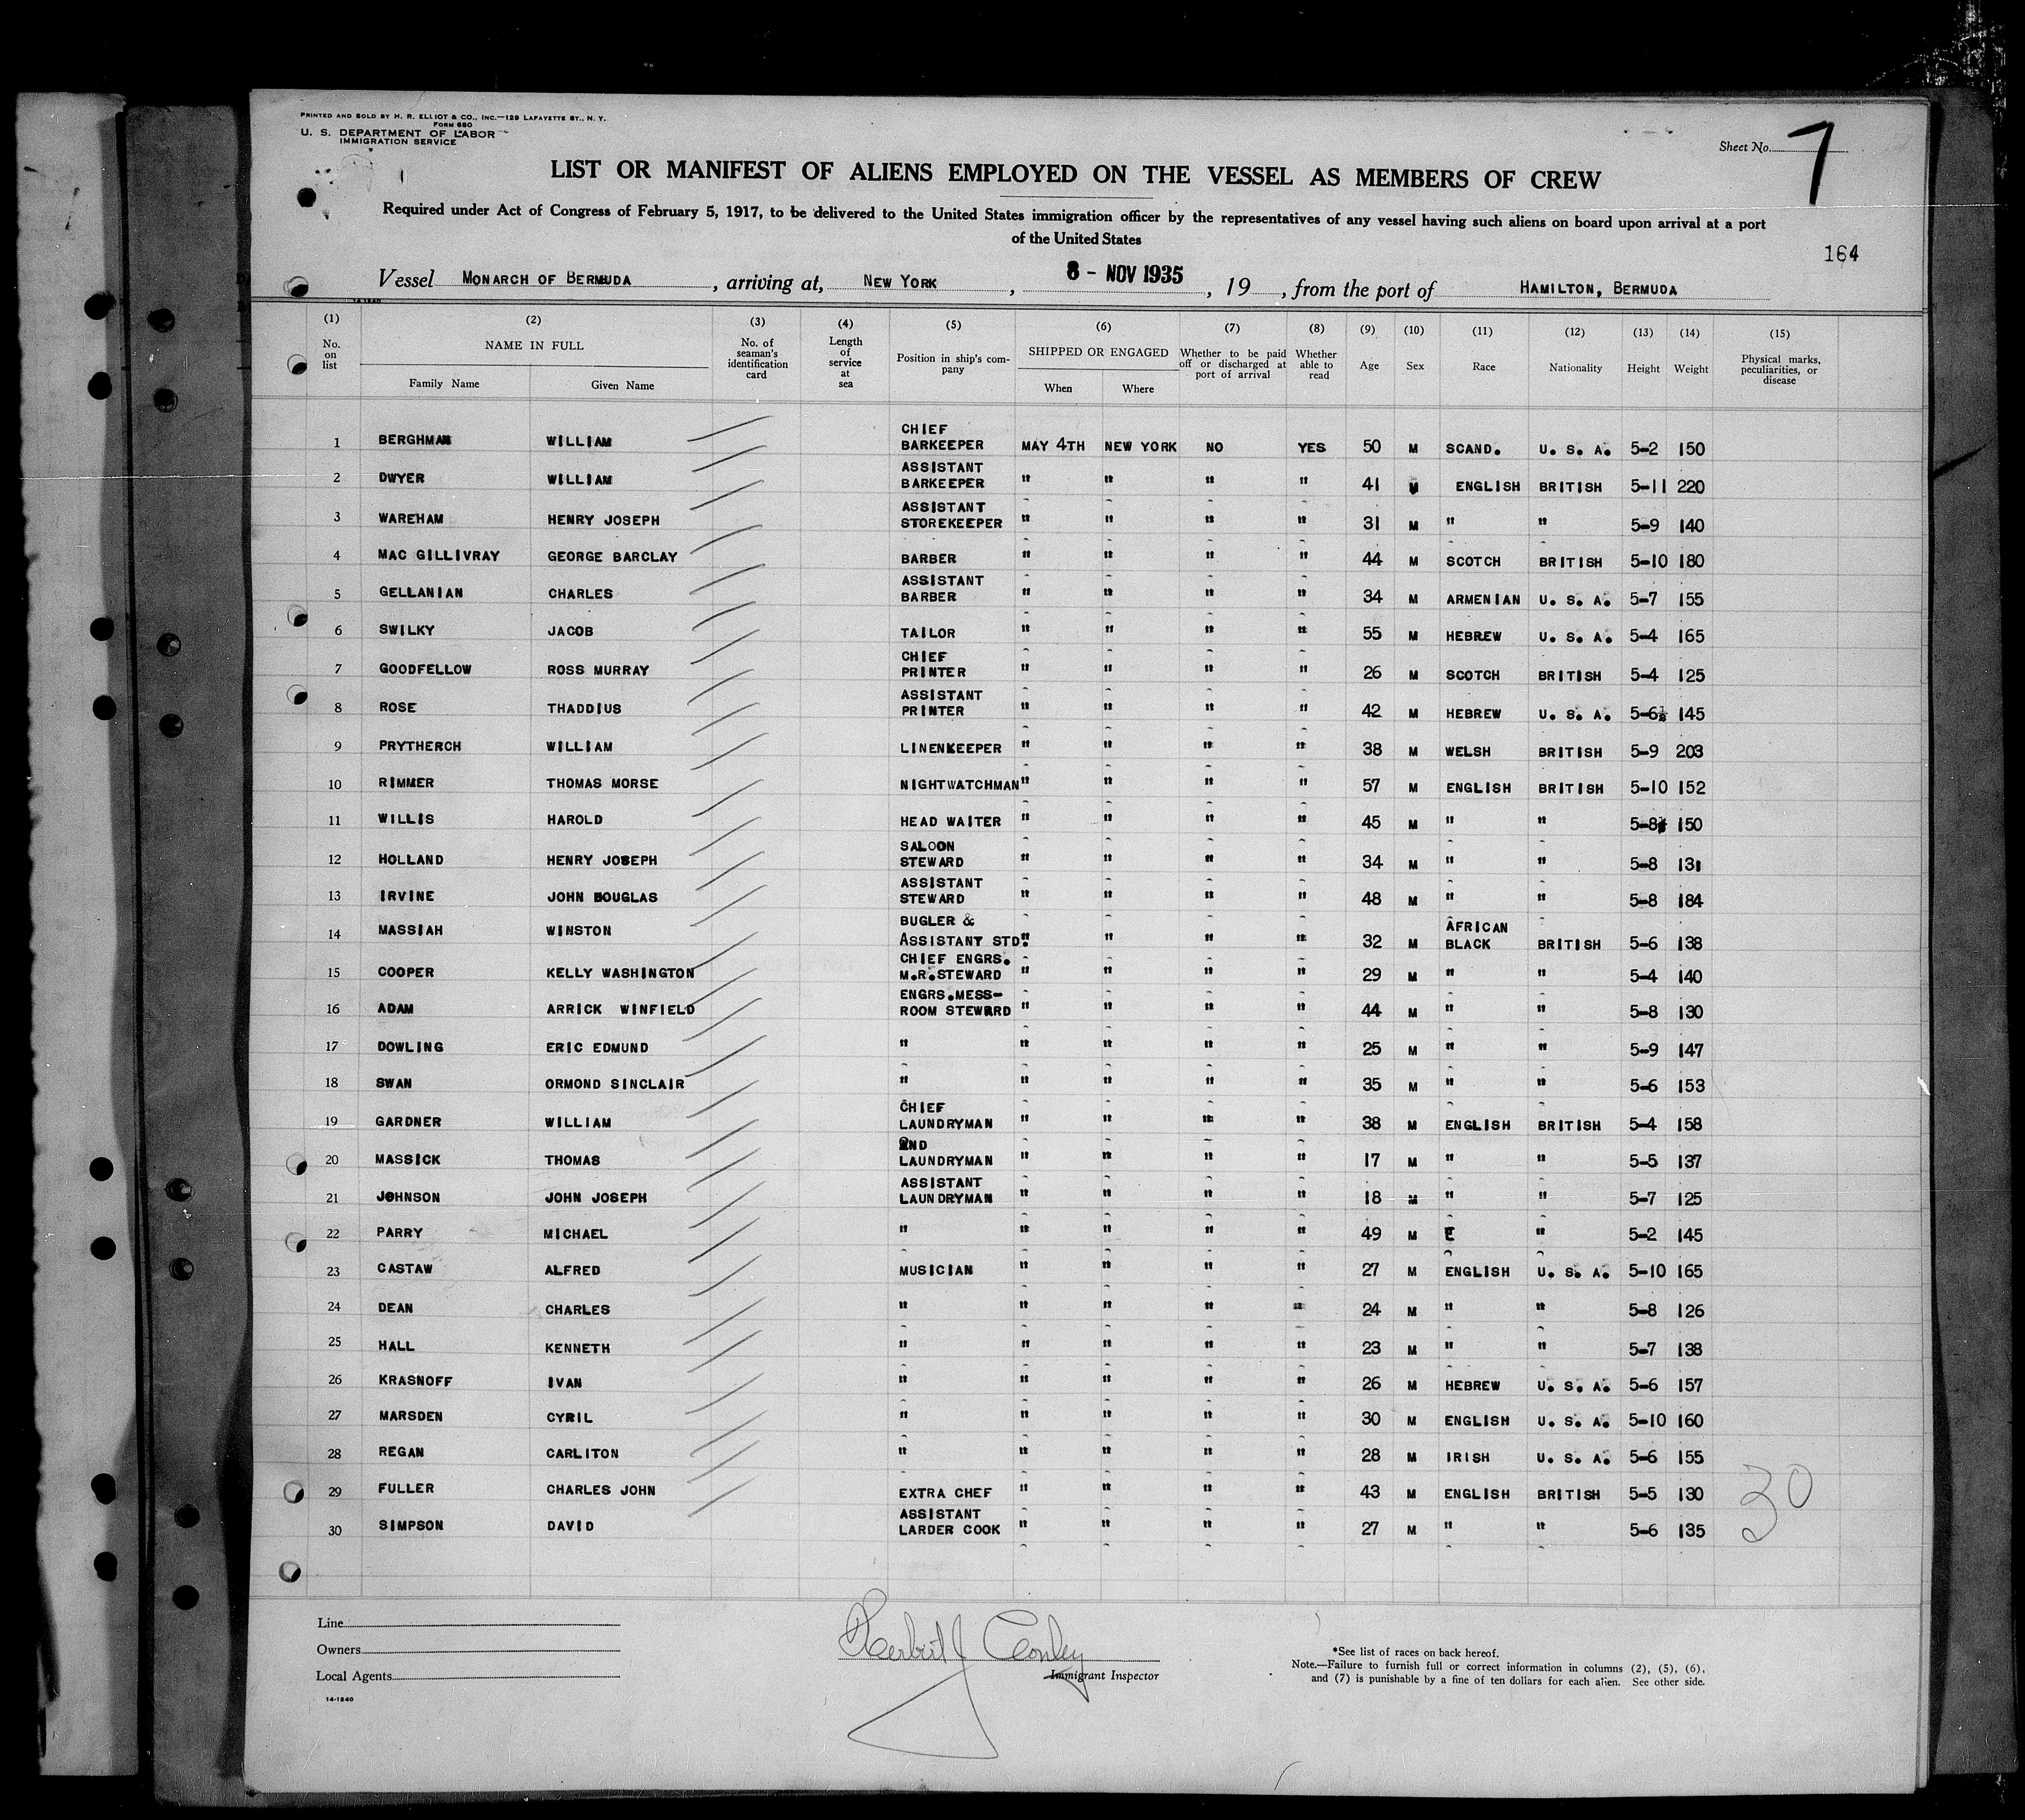 PRINTED AND SOLD BY H. R. ELLIOT & CO., INC.—129 LAFAYETTE ST., N. Y.
FORM 680
U. S. DEPARTMENT OF LABOR
IMMIGRATION SERVICE
Sheet No. 7
LIST OR MANIFEST OF ALIENS EMPLOYED ON THE VESSEL AS MEMBERS OF CREW
Required under Act of Congress of February 5, 1917, to be delivered to the United States immigration officer by the representatives of any vessel having such aliens on board upon arrival at a port
of the United States
164
Vessel MONARCH OF BERMUDA, arriving at, NEW YORK, 8 - NOV 1935, 19 , from the port of HAMILTON, BERMUDA
14-1240
(1) (2) (3) (4) (5) (6) (7) (8) (9) (10) (11) (12) (13) (14) (15)
No. on list NAME IN FULL Family Name Given Name No. of seaman's identification card Length of service at sea Position in ship's company SHIPPED OR ENGAGED When Where Whether to be paid off or discharged at port of arrival Whether able to read Age Sex Race Nationality Height Weight Physical marks, peculiarities, or disease
1 BERGHMAN WILLIAM CHIEF BARKEEPER MAY 4TH NEW YORK NO YES 50 M SCAND. U. S. A. 5-2 150
2 DWYER WILLIAM ASSISTANT BARKEEPER " " " " 41 M ENGLISH BRITISH 5-11 220
3 WAREHAM HENRY JOSEPH ASSISTANT STOREKEEPER " " " " 31 M " " 5-9 140
4 MAC GILLIVRAY GEORGE BARCLAY BARBER " " " " 44 M SCOTCH BRITISH 5-10 180
5 GELLANIAN CHARLES ASSISTANT BARBER " " " " 34 M ARMENIAN U. S. A. 5-7 155
6 SWILKY JACOB TAILOR " " " " 55 M HEBREW U. S. A. 5-4 165
7 GOODFELLOW ROSS MURRAY CHIEF PRINTER " " " " 26 M SCOTCH BRITISH 5-4 125
8 ROSE THADDIUS ASSISTANT PRINTER " " " " 42 M HEBREW U. S. A. 5-6½ 145
9 PRYTHERCH WILLIAM LINENKEEPER " " " " 38 M WELSH BRITISH 5-9 203
10 RIMMER THOMAS MORSE NIGHTWATCHMAN " " " " 57 M ENGLISH BRITISH 5-10 152
11 WILLIS HAROLD HEAD WAITER " " " " 45 M " " 5-8 150
12 HOLLAND HENRY JOSEPH SALOON STEWARD " " " " 34 M " " 5-8 131
13 IRVINE JOHN DOUGLAS ASSISTANT STEWARD " " " " 48 M " " 5-8 184
14 MASSIAH WINSTON BUGLER & ASSISTANT STD. " " " " 32 M AFRICAN BLACK BRITISH 5-6 138
15 COOPER KELLY WASHINGTON CHIEF ENGRS. M.R.STEWARD " " " " 29 M " " 5-4 140
16 ADAM ARRICK WINFIELD ENGRS.MESS-ROOM STEWARD " " " " 44 M " " 5-8 130
17 DOWLING ERIC EDMUND " " " " " 25 M " " 5-9 147
18 SWAN ORMOND SINCLAIR " " " " " 35 M " " 5-6 153
19 GARDNER WILLIAM CHIEF LAUNDRYMAN " " " " 38 M ENGLISH BRITISH 5-4 158
20 MASSICK THOMAS 2ND LAUNDRYMAN " " " " 17 M " " 5-5 137
21 JOHNSON JOHN JOSEPH ASSISTANT LAUNDRYMAN " " " " 18 M " " 5-7 125
22 PARRY MICHAEL " " " " " 49 M E " 5-2 145
23 CASTAW ALFRED MUSICIAN " " " " 27 M ENGLISH U. S. A. 5-10 165
24 DEAN CHARLES " " " " " 24 M " " 5-8 126
25 HALL KENNETH " " " " " 23 M " " 5-7 138
26 KRASNOFF IVAN " " " " " 26 M HEBREW U. S. A. 5-6 157
27 MARSDEN CYRIL " " " " " 30 M ENGLISH U. S. A. 5-10 160
28 REGAN CARLITON " " " " " 28 M IRISH U. S. A. 5-6 155
29 FULLER CHARLES JOHN EXTRA CHEF " " " " 43 M ENGLISH BRITISH 5-5 130
30 SIMPSON DAVID ASSISTANT LARDER COOK " " " " 27 M " " 5-6 135
30
Line
Owners
Local Agents
14-1240
Herbert J Conley
Immigrant Inspector
*See list of races on back hereof.
Note.—Failure to furnish full or correct information in columns (2), (5), (6),
and (7) is punishable by a fine of ten dollars for each alien. See other side.